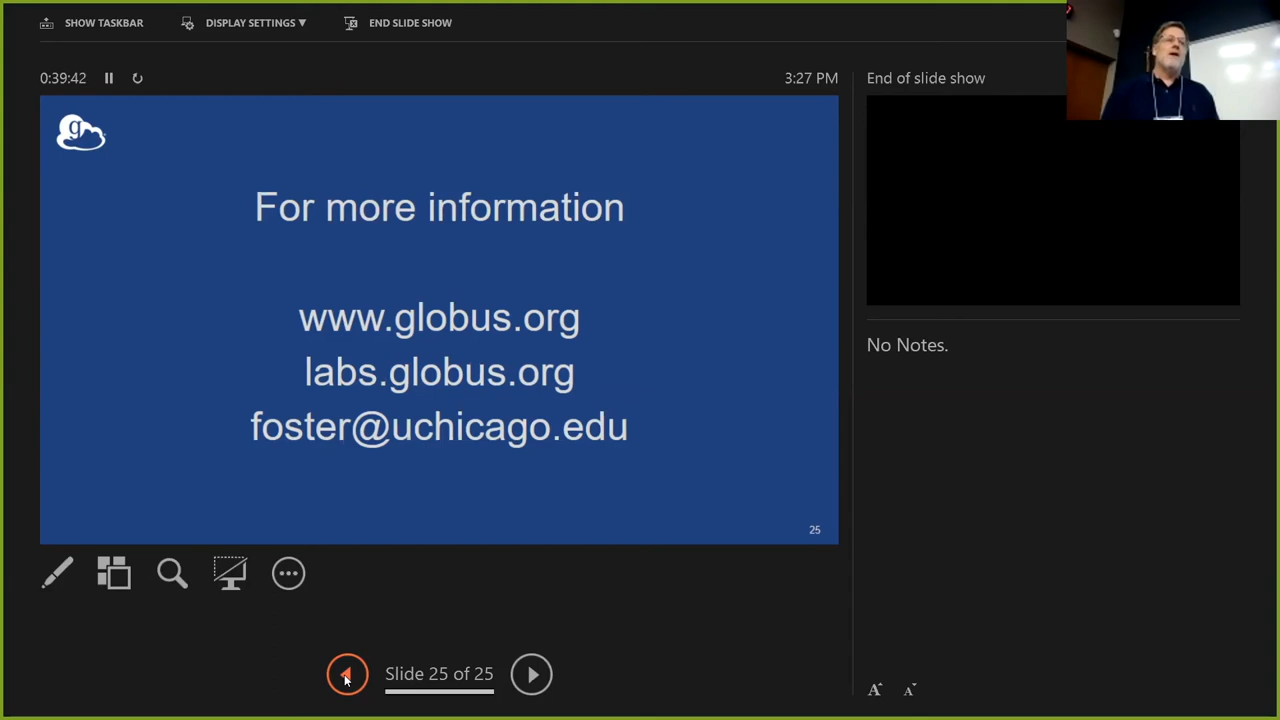 SHOW TASKBAR
DISPLAY SETTINGS ▼
END SLIDE SHOW
0:39:42
3:27 PM
End of slide show
g
For more information
www.globus.org
labs.globus.org
foster@uchicago.edu
25
No Notes.
Slide 25 of 25
A A